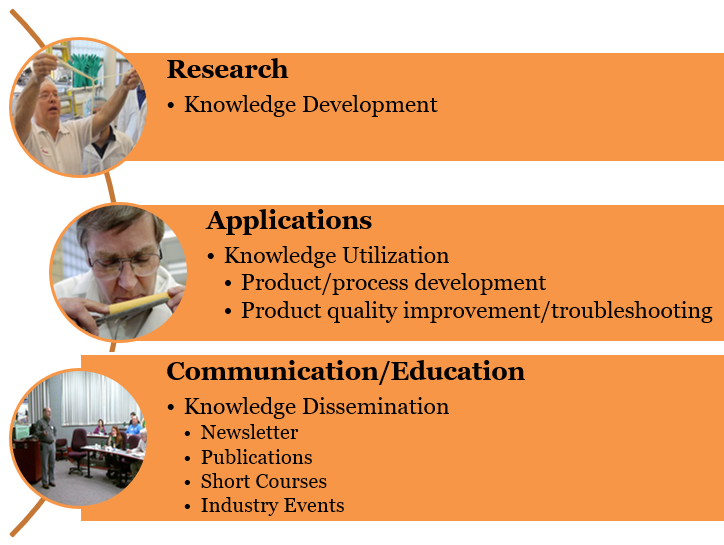 Research
• Knowledge Development
Applications
• Knowledge Utilization
• Product/process development
• Product quality improvement/troubleshooting
Communication/Education
• Knowledge Dissemination
• Newsletter
• Publications
• Short Courses
• Industry Events